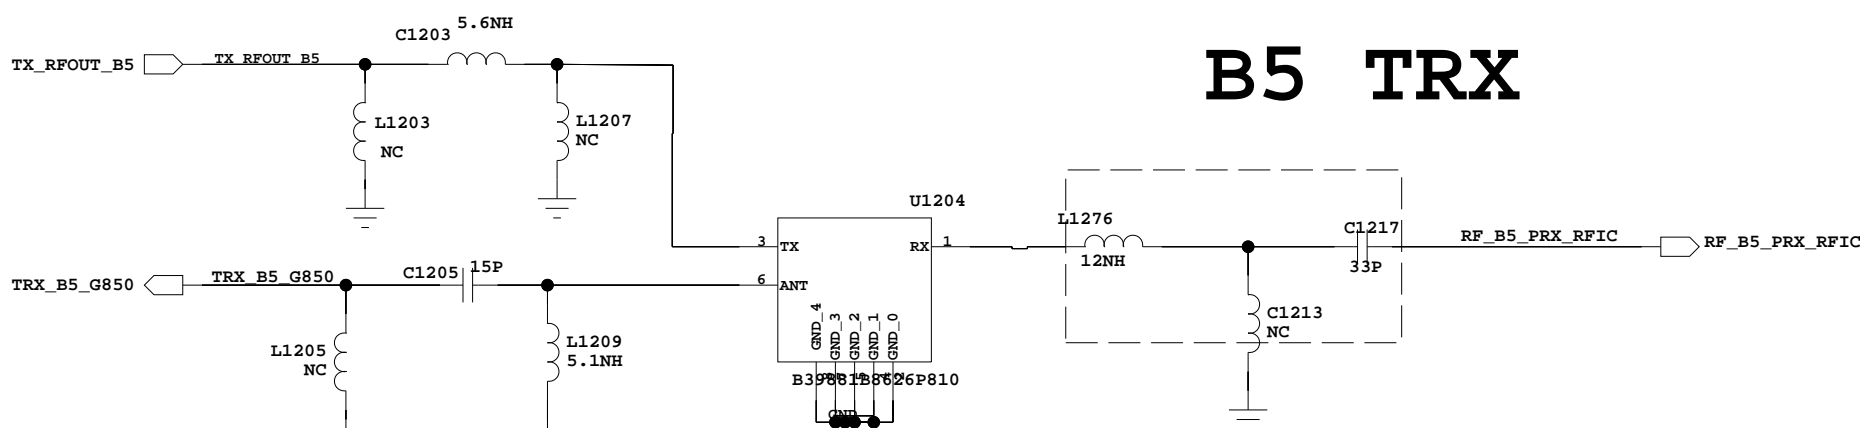 5.6NH
C1203
B5 TRX
TX_RFOUT_B5
TX_RFOUT_B5
L1203
NC
L1207
NC
U1204
L1276
C1217
3
TX
RX
1
RF_B5_PRX_RFIC
RF_B5_PRX_RFIC
12NH
33P
TRX_B5_G850
TRX_B5_G850
C1205
15P
6
ANT
GND_4
GND_3
GND_2
GND_1
GND_0
C1213
NC
L1205
NC
L1209
5.1NH
B39881B8626P810
GND